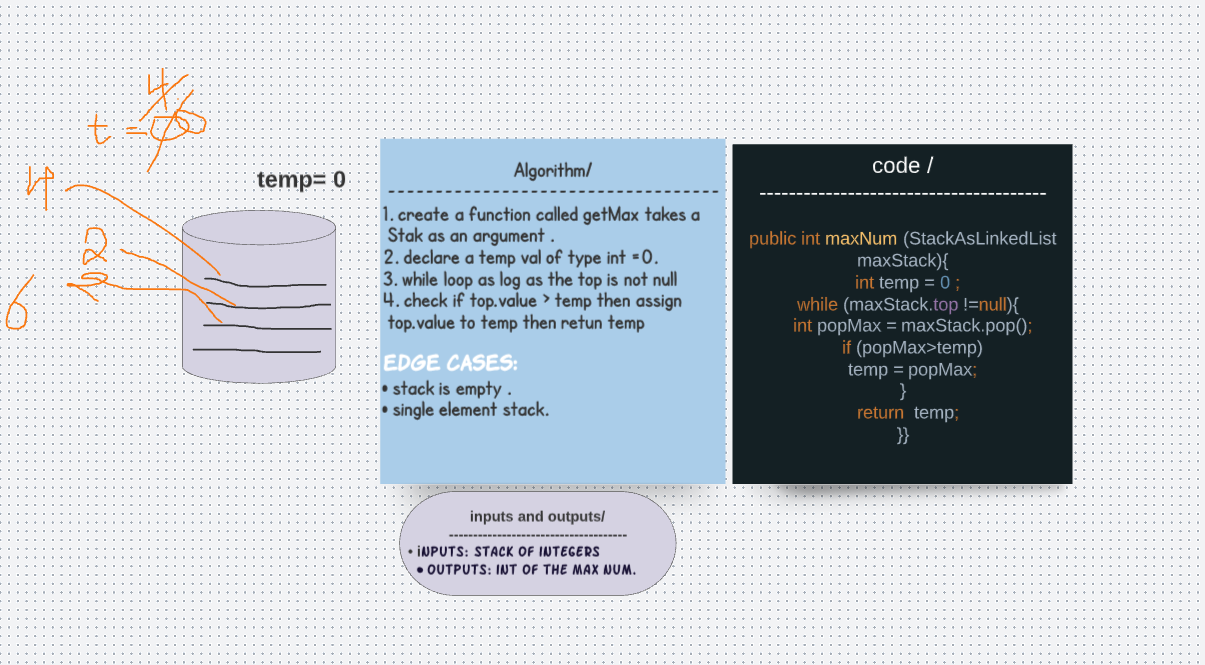 4
t = 0 6
4
2
6
temp= 0
Algorithm/
1. create a function called getMax takes a
Stak as an argument .
2. declare a temp val of type int =0.
3. while loop as log as the top is not null
4. check if top.value > temp then assign
top.value to temp then retun temp
EDGE CASES:
• stack is empty .
• single element stack.
code /
public int maxNum (StackAsLinkedList
maxStack){
int temp = 0 ;
while (maxStack.top !=null){
int popMax = maxStack.pop();
if (popMax>temp)
temp = popMax;
}
return temp;
}}
inputs and outputs/
• iNPUTS: STACK OF INTEGERS
• OUTPUTS: INT OF THE MAX NUM.